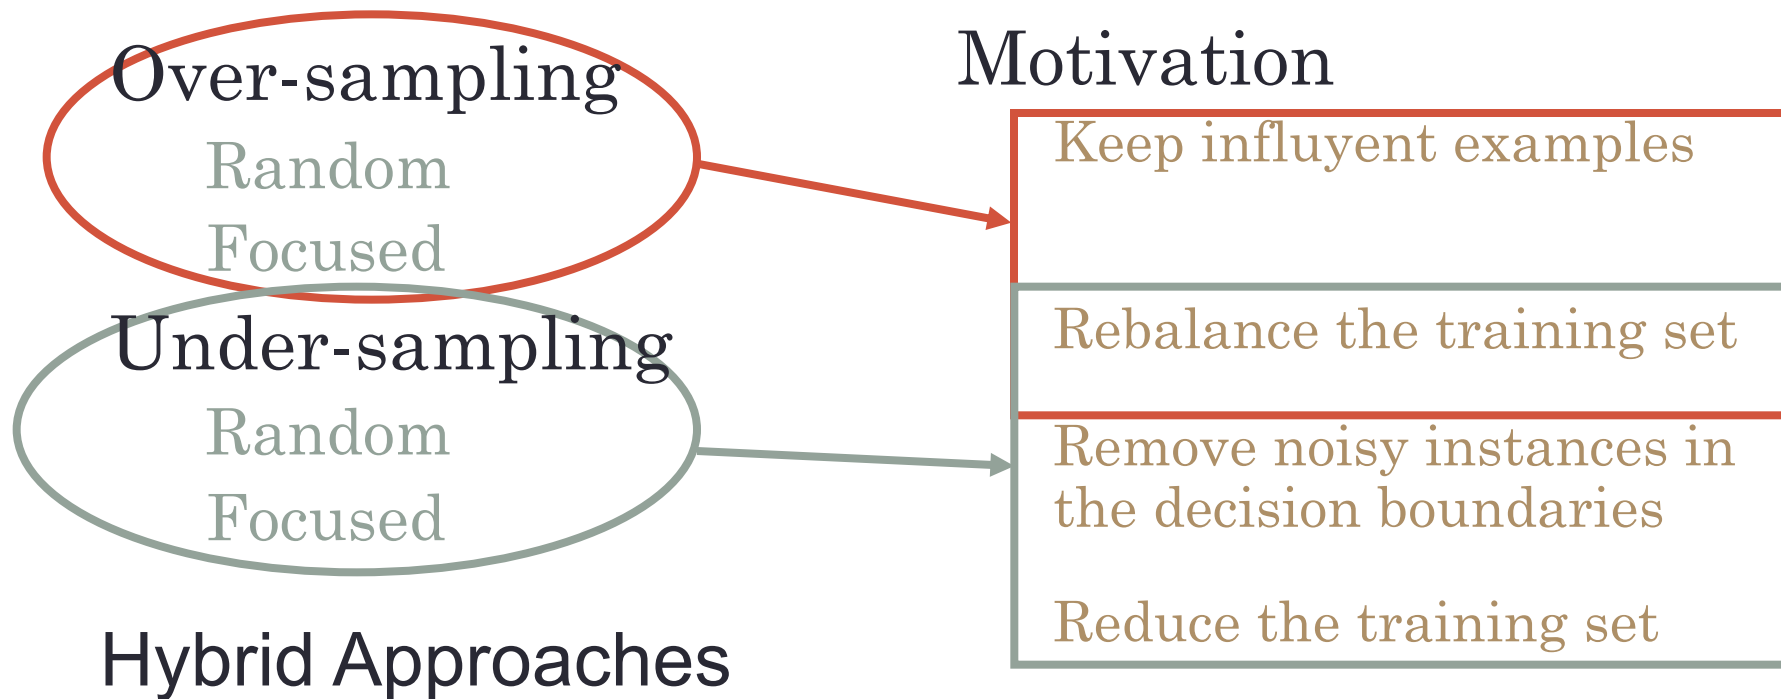 Over-sampling
Random
Focused
Under-sampling
Random
Focused
Hybrid Approaches
Motivation
Keep influyent examples
Rebalance the training set
Remove noisy instances in
the decision boundaries
Reduce the training set